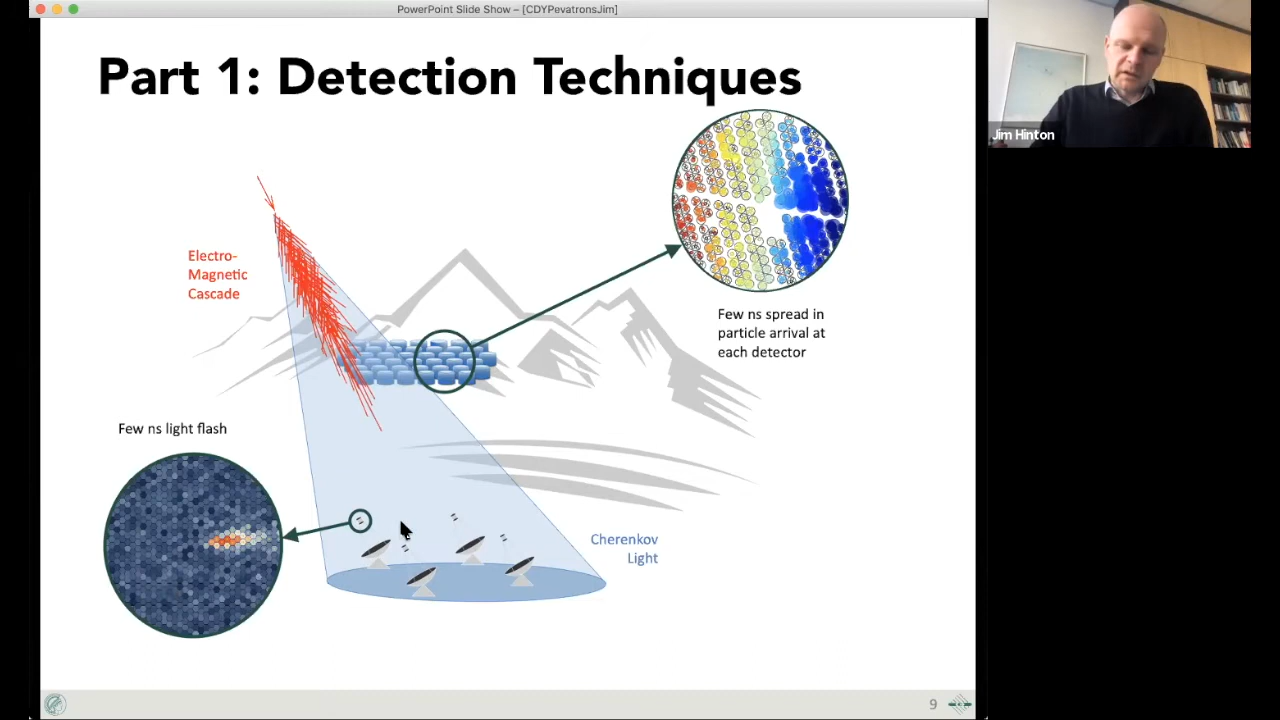 PowerPoint Slide Show – [CDYPevatronsJim]
Part 1: Detection Techniques
Jim Hinton
Electro-
Magnetic
Cascade
Few ns spread in
particle arrival at
each detector
Few ns light flash
Cherenkov
Light
9